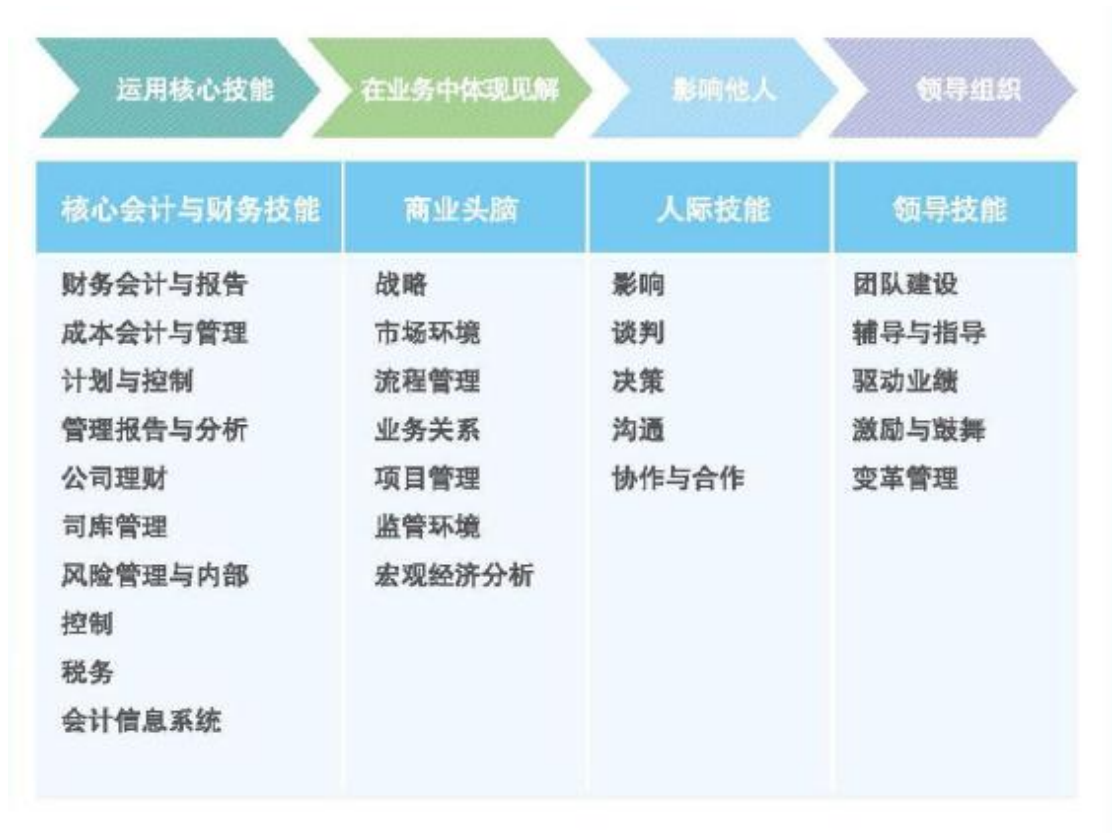 运用核心技能
在业务中体现见解
影响他人
领导组织
核心会计与财务技能
商业头脑
人际技能
领导技能
财务会计与报告
成本会计与管理
计划与控制
管理报告与分析
公司理财
司库管理
风险管理与内部
控制
税务
会计信息系统
战略
市场环境
流程管理
业务关系
项目管理
监管环境
宏观经济分析
影响
谈判
决策
沟通
协作与合作
团队建设
辅导与指导
驱动业绩
激励与鼓舞
变革管理